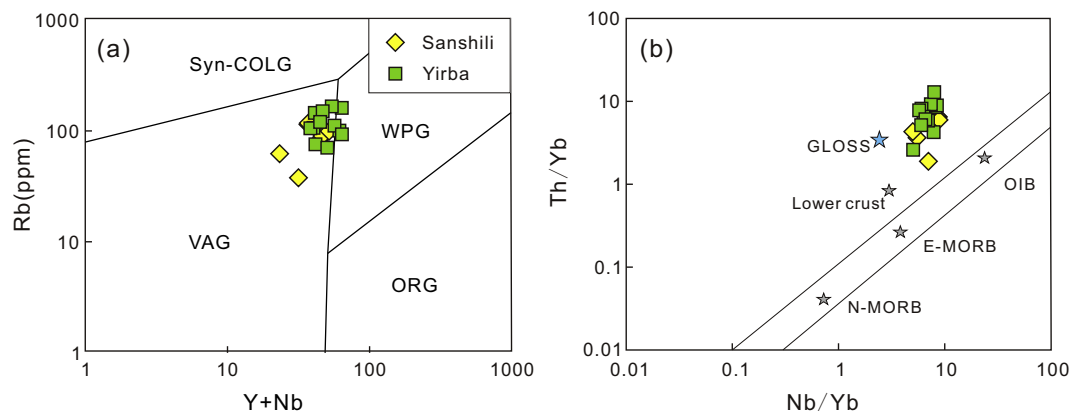 (a)
Sanshili
Yirba
Syn-COLG
WPG
VAG
ORG
1000
100
10
1
Rb(ppm)
1
10
100
1000
Y+Nb
(b)
GLOSS
Lower crust
OIB
E-MORB
N-MORB
100
10
1
0.1
0.01
Th/Yb
0.01
0.1
1
10
100
Nb/Yb